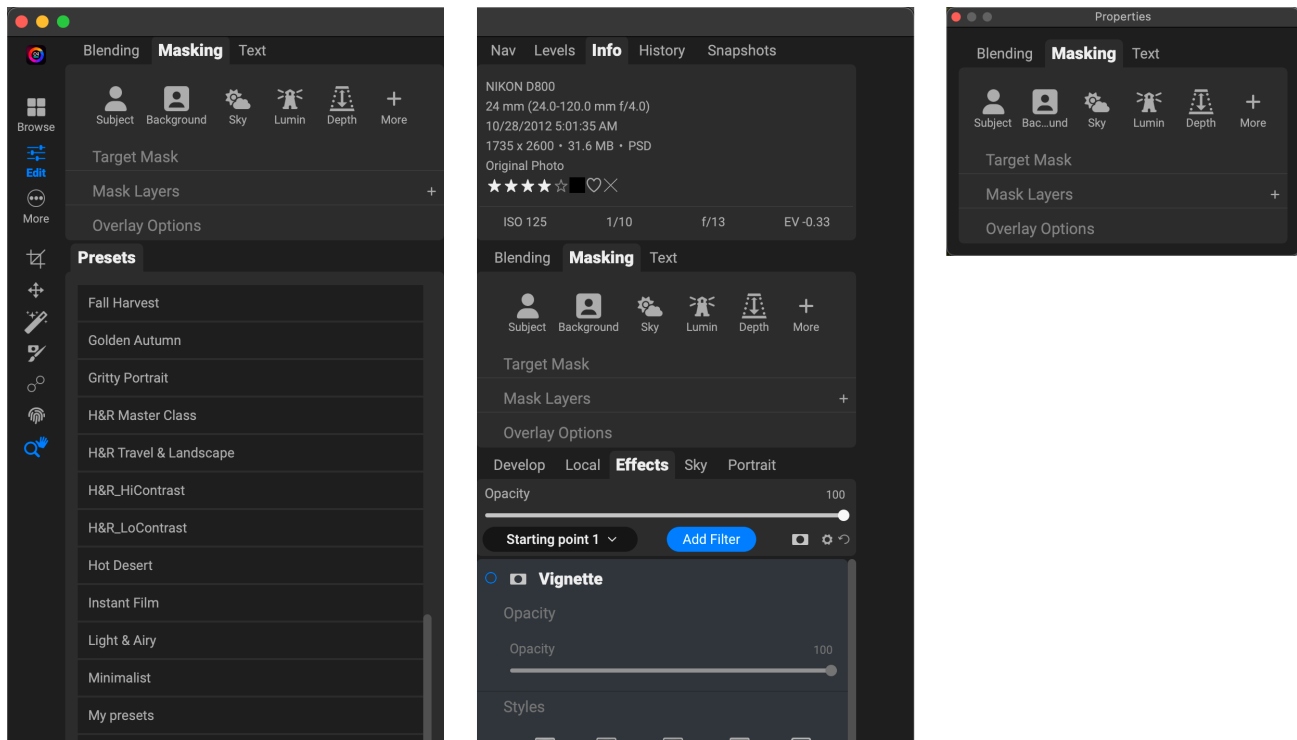 Blending Masking Text
Browse
Edit
More
Subject Background Sky Lumin Depth More
Target Mask
Mask Layers +
Overlay Options
Presets
Fall Harvest
Golden Autumn
Gritty Portrait
H&R Master Class
H&R Travel & Landscape
H&R_HiContrast
H&R_LoContrast
Hot Desert
Instant Film
Light & Airy
Minimalist
My presets
Nav Levels Info History Snapshots
NIKON D800
24 mm (24.0-120.0 mm f/4.0)
10/28/2012 5:01:35 AM
1735 x 2600 • 31.6 MB • PSD
Original Photo
ISO 125 1/10 f/13 EV -0.33
Blending Masking Text
Subject Background Sky Lumin Depth More
Target Mask
Mask Layers +
Overlay Options
Develop Local Effects Sky Portrait
Opacity 100
Starting point 1 Add Filter
Vignette
Opacity
Opacity 100
Styles
Properties
Blending Masking Text
Subject Bac...und Sky Lumin Depth More
Target Mask
Mask Layers +
Overlay Options